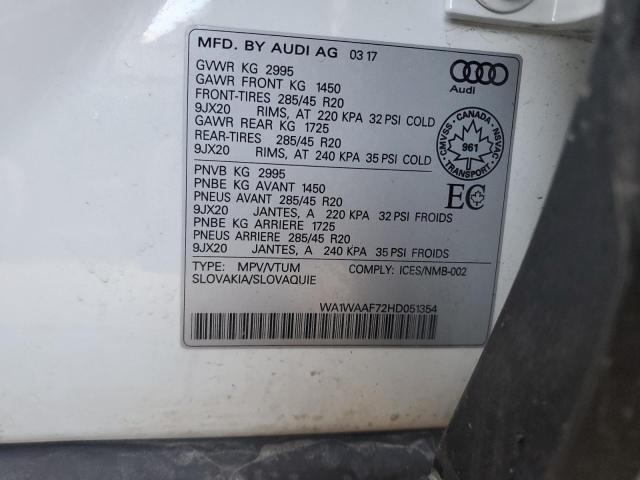 MFD. BY AUDI AG 03 17
GVWR KG 2995
GAWR FRONT KG 1450
FRONT-TIRES 285/45 R20
9JX20 RIMS, AT 220 KPA 32 PSI COLD
GAWR REAR KG 1725
REAR-TIRES 285/45 R20
9JX20 RIMS, AT 240 KPA 35 PSI COLD
PNVB KG 2995
PNBE KG AVANT 1450
PNEUS AVANT 285/45 R20
9JX20 JANTES, A 220 KPA 32 PSI FROIDS
PNBE KG ARRIERE 1725
PNEUS ARRIERE 285/45 R20
9JX20 JANTES, A 240 KPA 35 PSI FROIDS
TYPE: MPV/VTUM COMPLY: ICES/NMB-002
SLOVAKIA/SLOVAQUIE
WA1WAAF72HD051354
Audi
CMVSS - CANADA - NSVAC
961
TRANSPORT
EC